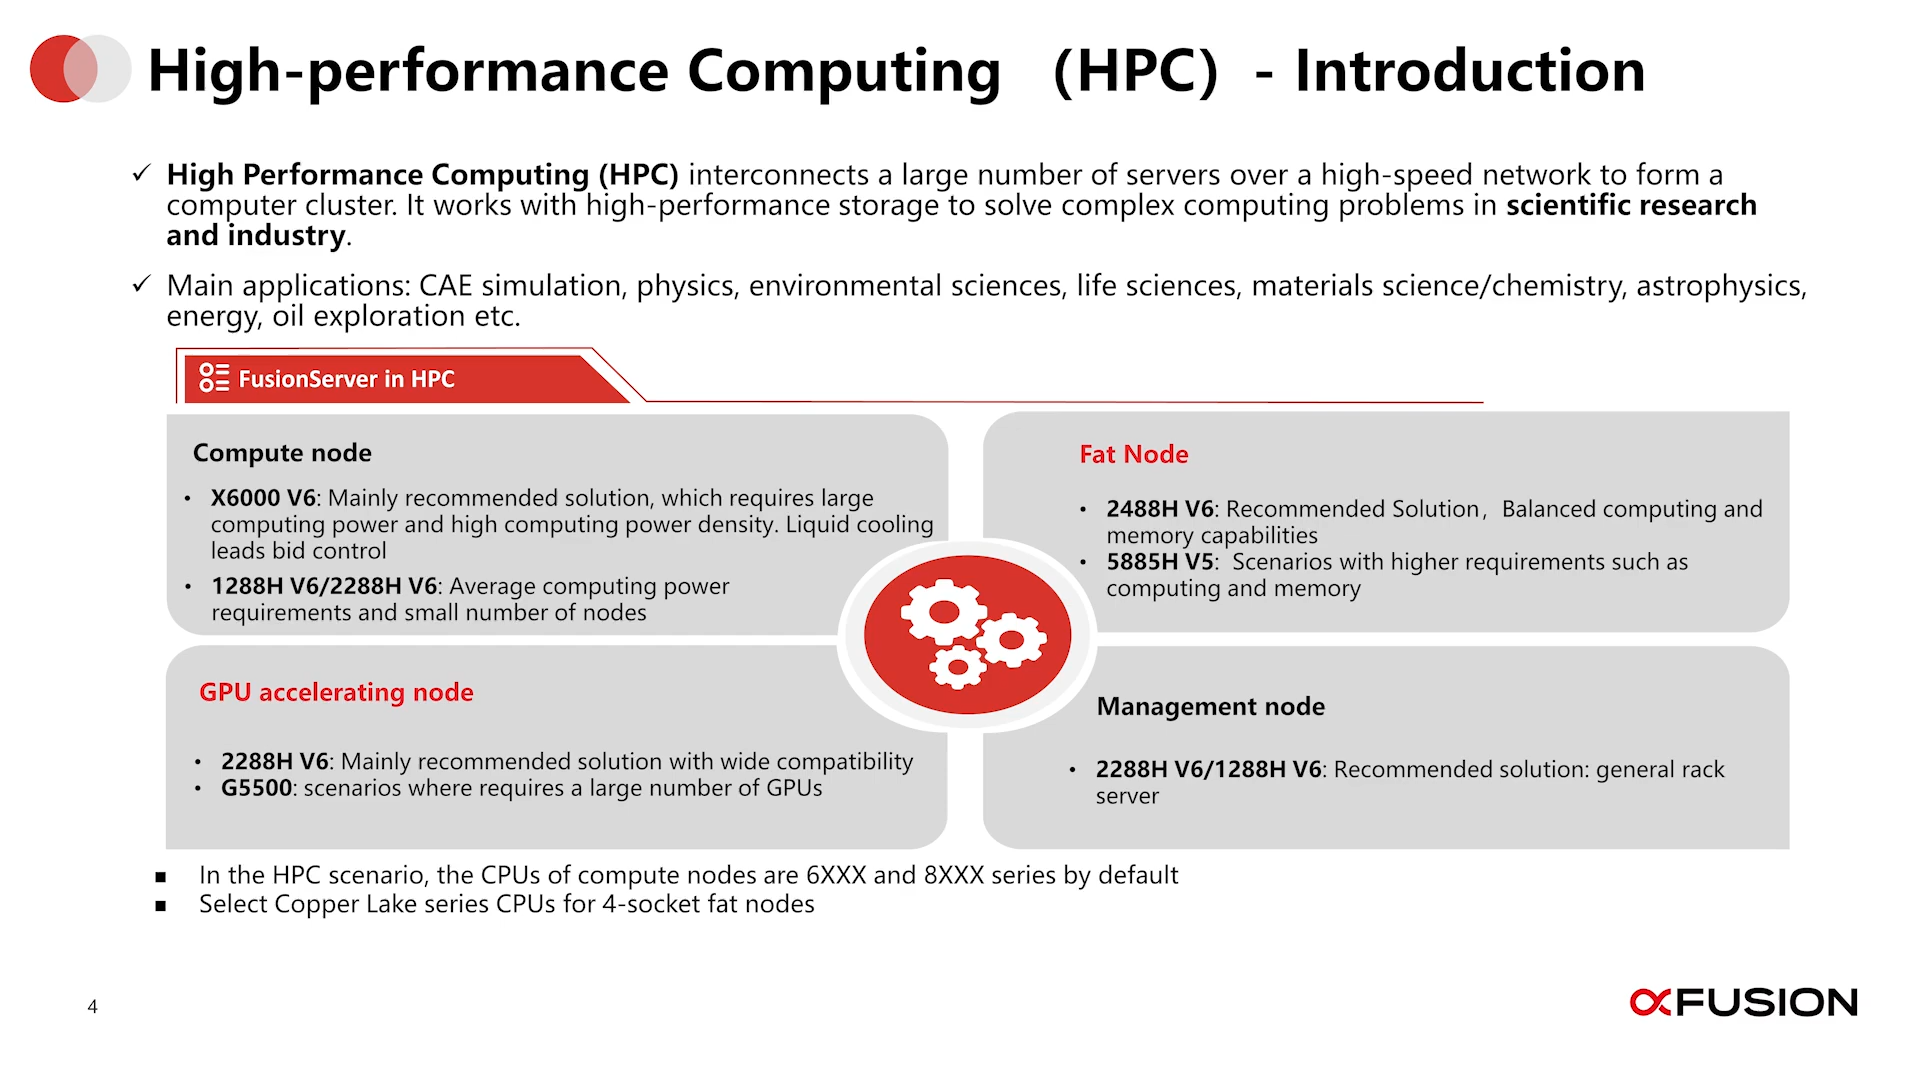 High-performance Computing （HPC）- Introduction
✓ High Performance Computing (HPC) interconnects a large number of servers over a high-speed network to form a
computer cluster. It works with high-performance storage to solve complex computing problems in scientific research
and industry.
✓ Main applications: CAE simulation, physics, environmental sciences, life sciences, materials science/chemistry, astrophysics,
energy, oil exploration etc.
FusionServer in HPC
Compute node
• X6000 V6: Mainly recommended solution, which requires large
computing power and high computing power density. Liquid cooling
leads bid control
• 1288H V6/2288H V6: Average computing power
requirements and small number of nodes
Fat Node
• 2488H V6: Recommended Solution，Balanced computing and
memory capabilities
• 5885H V5: Scenarios with higher requirements such as
computing and memory
GPU accelerating node
• 2288H V6: Mainly recommended solution with wide compatibility
• G5500: scenarios where requires a large number of GPUs
Management node
• 2288H V6/1288H V6: Recommended solution: general rack
server
■ In the HPC scenario, the CPUs of compute nodes are 6XXX and 8XXX series by default
■ Select Copper Lake series CPUs for 4-socket fat nodes
4
XFUSION